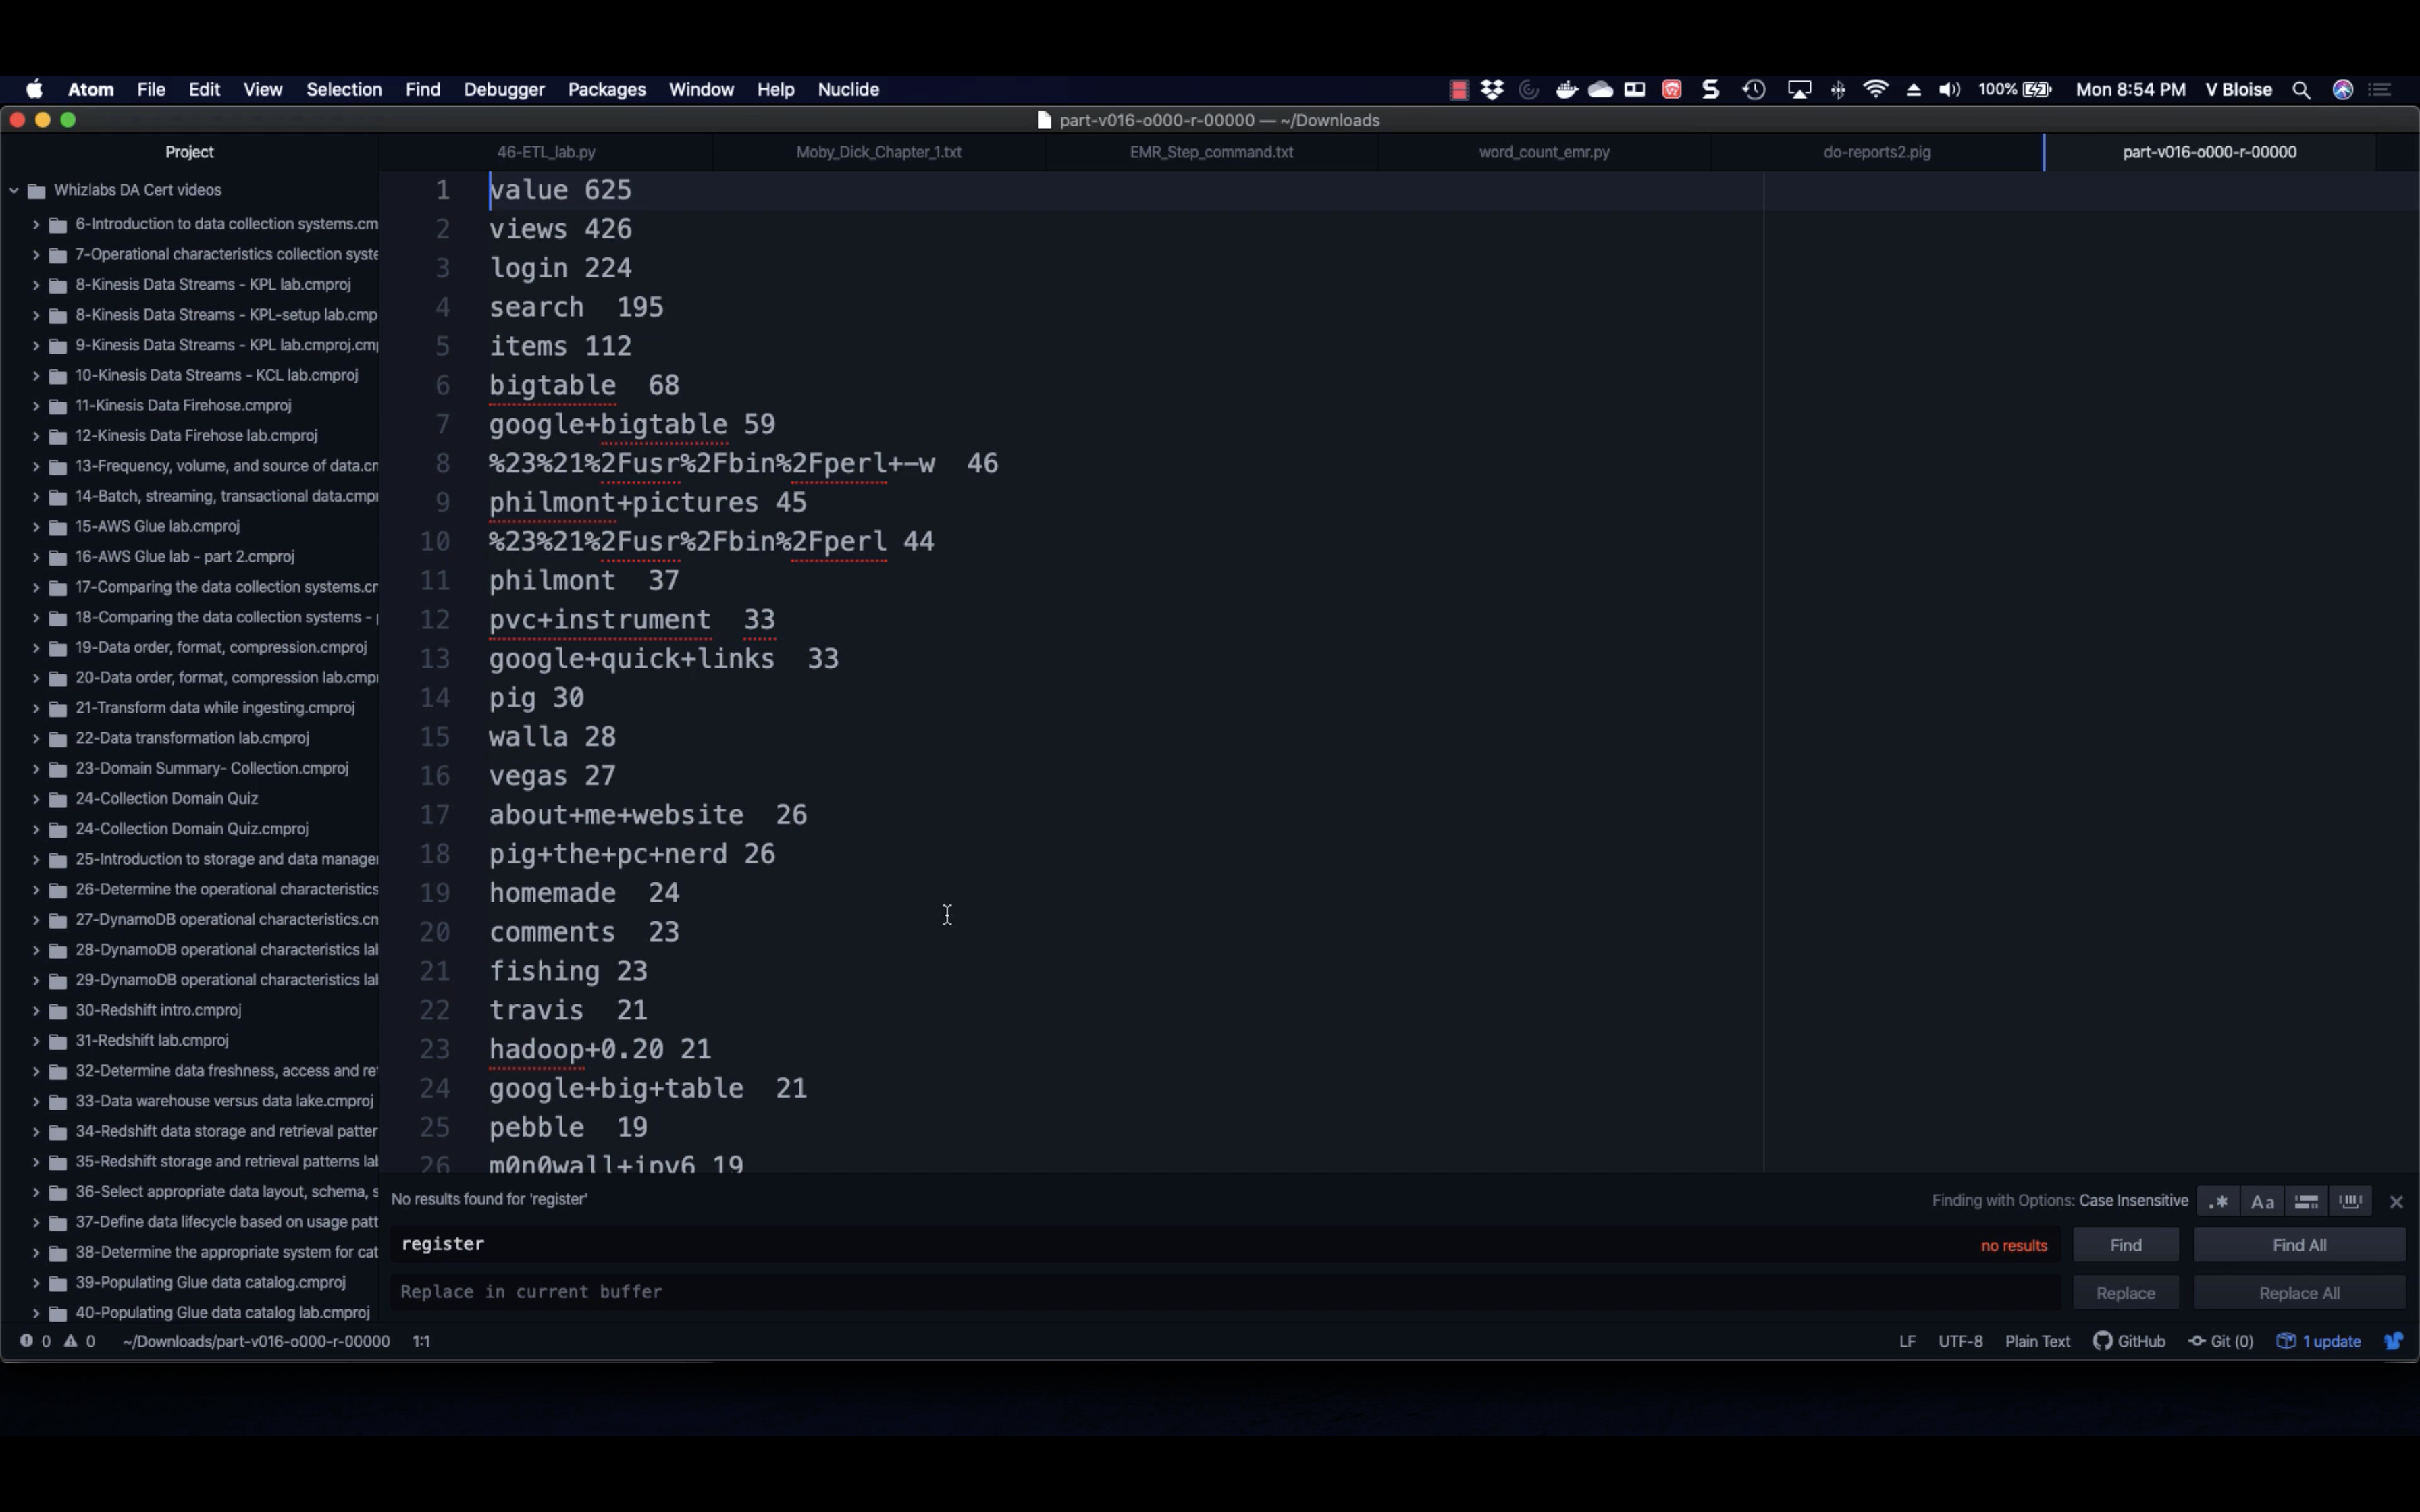 Atom File Edit View Selection Find Debugger Packages Window Help Nuclide 100% Mon 8:54 PM V Bloise
part-v016-o000-r-00000 — ~/Downloads
Project
46-ETL_lab.py Moby_Dick_Chapter_1.txt EMR_Step_command.txt word_count_emr.py do-reports2.pig part-v016-o000-r-00000
Whizlabs DA Cert videos
6-Introduction to data collection systems.cm
7-Operational characteristics collection syste
8-Kinesis Data Streams - KPL lab.cmproj
8-Kinesis Data Streams - KPL-setup lab.cmp
9-Kinesis Data Streams - KPL lab.cmproj.cm
10-Kinesis Data Streams - KCL lab.cmproj
11-Kinesis Data Firehose.cmproj
12-Kinesis Data Firehose lab.cmproj
13-Frequency, volume, and source of data.cm
14-Batch, streaming, transactional data.cmp
15-AWS Glue lab.cmproj
16-AWS Glue lab - part 2.cmproj
17-Comparing the data collection systems.cm
18-Comparing the data collection systems -
19-Data order, format, compression.cmproj
20-Data order, format, compression lab.cmp
21-Transform data while ingesting.cmproj
22-Data transformation lab.cmproj
23-Domain Summary- Collection.cmproj
24-Collection Domain Quiz
24-Collection Domain Quiz.cmproj
25-Introduction to storage and data manage
26-Determine the operational characteristics
27-DynamoDB operational characteristics.cm
28-DynamoDB operational characteristics la
29-DynamoDB operational characteristics la
30-Redshift intro.cmproj
31-Redshift lab.cmproj
32-Determine data freshness, access and re
33-Data warehouse versus data lake.cmproj
34-Redshift data storage and retrieval patter
35-Redshift storage and retrieval patterns la
36-Select appropriate data layout, schema, s
37-Define data lifecycle based on usage patt
38-Determine the appropriate system for cat
39-Populating Glue data catalog.cmproj
40-Populating Glue data catalog lab.cmproj
1 value 625
2 views 426
3 login 224
4 search 195
5 items 112
6 bigtable 68
7 google+bigtable 59
8 %23%21%2Fusr%2Fbin%2Fperl+-w 46
9 philmont+pictures 45
10 %23%21%2Fusr%2Fbin%2Fperl 44
11 philmont 37
12 pvc+instrument 33
13 google+quick+links 33
14 pig 30
15 walla 28
16 vegas 27
17 about+me+website 26
18 pig+the+pc+nerd 26
19 homemade 24
20 comments 23
21 fishing 23
22 travis 21
23 hadoop+0.20 21
24 google+big+table 21
25 pebble 19
26 m0n0wall+ipv6 19
No results found for 'register' Finding with Options: Case Insensitive .* Aa
register no results Find Find All
Replace in current buffer Replace Replace All
0 0 ~/Downloads/part-v016-o000-r-00000 1:1 LF UTF-8 Plain Text GitHub Git (0) 1 update